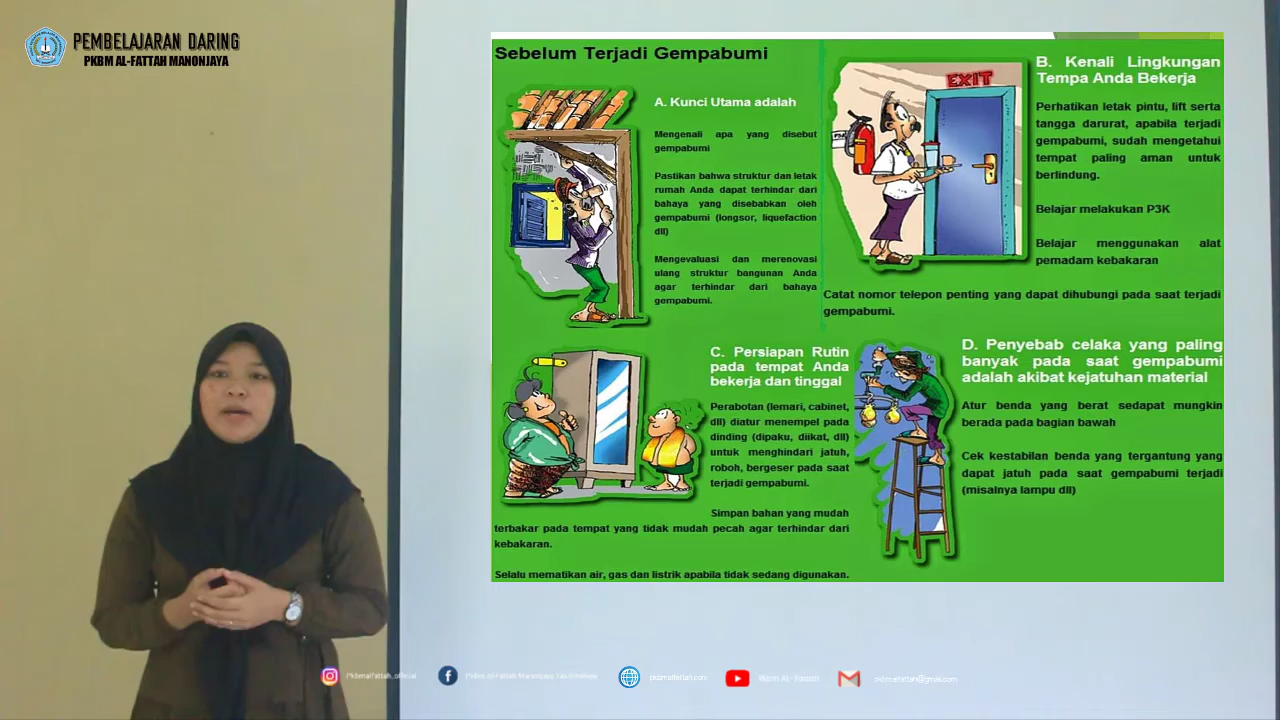 PEMBELAJARAN DARING
PKBM AL-FATTAH MANONJAYA
Sebelum Terjadi Gempabumi
A. Kunci Utama adalah
Mengenali apa yang disebut
gempabumi
Pastikan bahwa struktur dan letak
rumah Anda dapat terhindar dari
bahaya yang disebabkan oleh
gempabumi (longsor, liquefaction
dll)
Mengevaluasi dan merenovasi
ulang struktur bangunan Anda
agar terhindar dari bahaya
gempabumi.
EXIT
B. Kenali Lingkungan
Tempa Anda Bekerja
Perhatikan letak pintu, lift serta
tangga darurat, apabila terjadi
gempabumi, sudah mengetahui
tempat paling aman untuk
berlindung.
Belajar melakukan P3K
Belajar menggunakan alat
pemadam kebakaran
Catat nomor telepon penting yang dapat dihubungi pada saat terjadi
gempabumi.
C. Persiapan Rutin
pada tempat Anda
bekerja dan tinggal
Perabotan (lemari, cabinet,
dll) diatur menempel pada
dinding (dipaku, diikat, dll)
untuk menghindari jatuh,
roboh, bergeser pada saat
terjadi gempabumi.
Simpan bahan yang mudah
terbakar pada tempat yang tidak mudah pecah agar terhindar dari
kebakaran.
Selalu mematikan air, gas dan listrik apabila tidak sedang digunakan.
D. Penyebab celaka yang paling
banyak pada saat gempabumi
adalah akibat kejatuhan material
Atur benda yang berat sedapat mungkin
berada pada bagian bawah
Cek kestabilan benda yang tergantung yang
dapat jatuh pada saat gempabumi terjadi
(misalnya lampu dll)